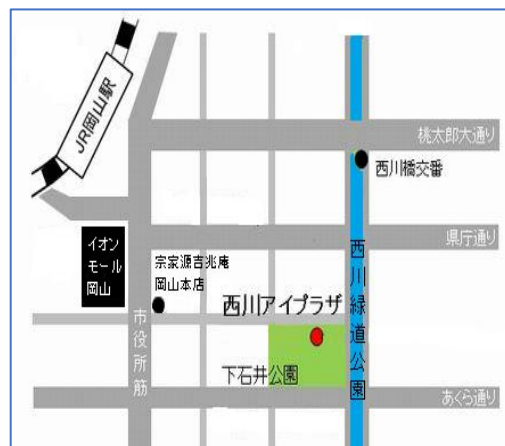 JR岡山駅
桃太郎大通り
西川橋交番
県庁通り
イオン
モール
岡山
宗家源吉兆庵
岡山本店
西川アイプラザ
市役所筋
西川緑道公園
下石井公園
あくら通り